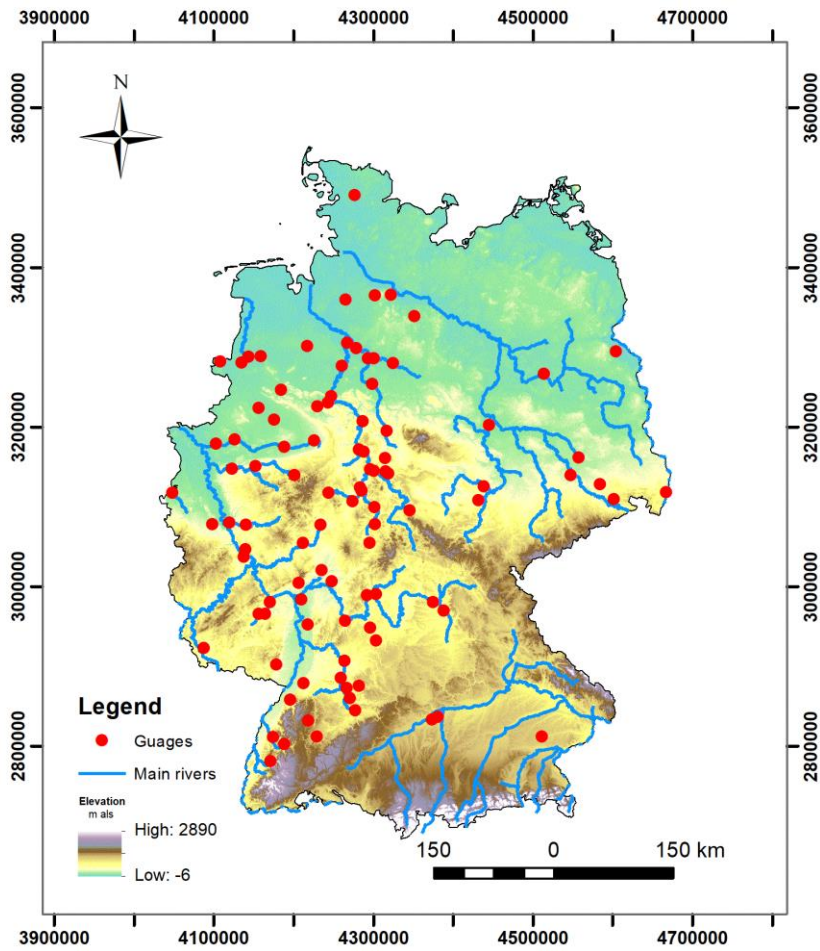 3900000 4100000 4300000 4500000 4700000
3600000 3600000
N
3400000 3400000
3200000 3200000
3000000 3000000
2800000 2800000
Legend
Guages
Main rivers
Elevation
m als
High: 2890
Low: -6
150 0 150 km
3900000 4100000 4300000 4500000 4700000